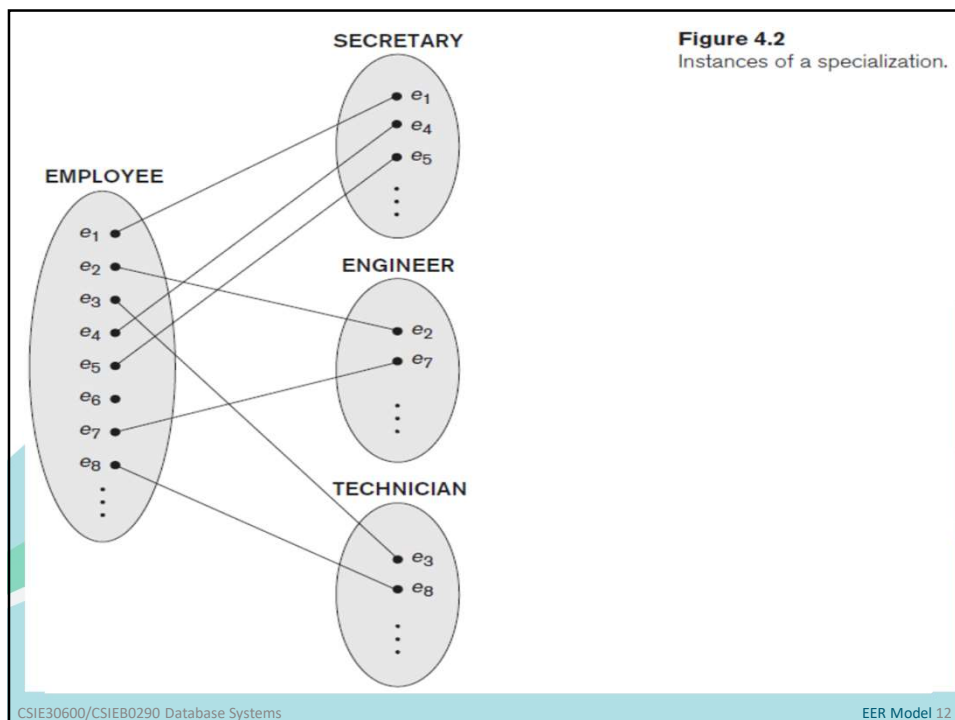 Figure 4.2
Instances of a specialization.
SECRETARY
e1
e4
e5
EMPLOYEE
e1
e2
e3
e4
e5
e6
e7
e8
ENGINEER
e2
e7
TECHNICIAN
e3
e8
CSIE30600/CSIEB0290 Database Systems
EER Model 12